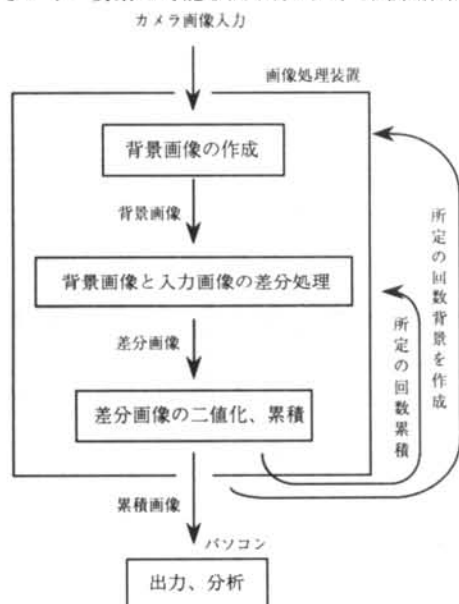 カメラ画像入力
画像処理装置
背景画像の作成
背景画像
背景画像と入力画像の差分処理
差分画像
差分画像の二値化、累積
累積画像
パソコン
出力、分析
所定の回数累積
所定の回数背景を作成